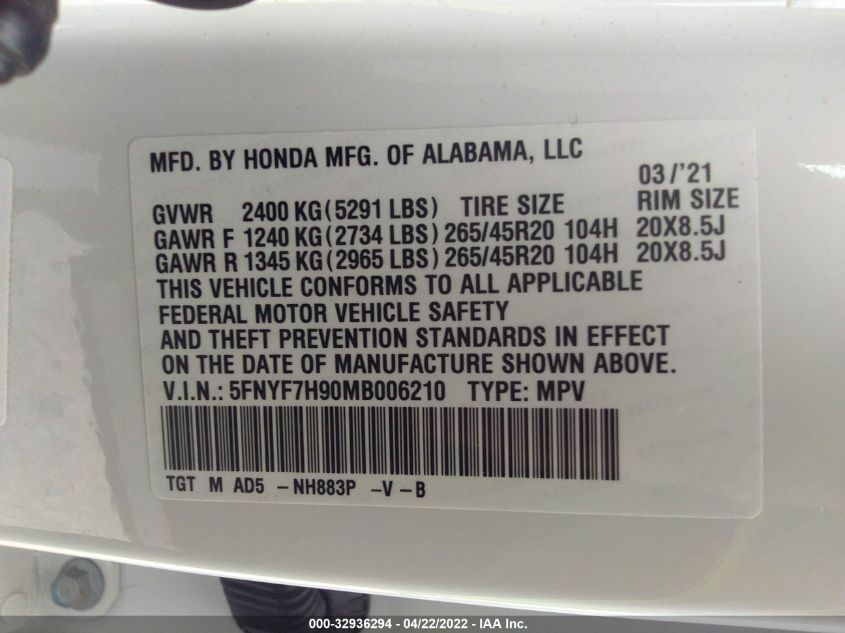 MFD. BY HONDA MFG. OF ALABAMA, LLC
03/'21
GVWR 2400 KG(5291 LBS) TIRE SIZE RIM SIZE
GAWR F 1240 KG(2734 LBS) 265/45R20 104H 20X8.5J
GAWR R 1345 KG(2965 LBS) 265/45R20 104H 20X8.5J
THIS VEHICLE CONFORMS TO ALL APPLICABLE
FEDERAL MOTOR VEHICLE SAFETY
AND THEFT PREVENTION STANDARDS IN EFFECT
ON THE DATE OF MANUFACTURE SHOWN ABOVE.
V.I.N.: 5FNYF7H90MB006210 TYPE: MPV
TGT M AD5 -NH883P -V-B
000-32936294 - 04/22/2022 - IAA Inc.